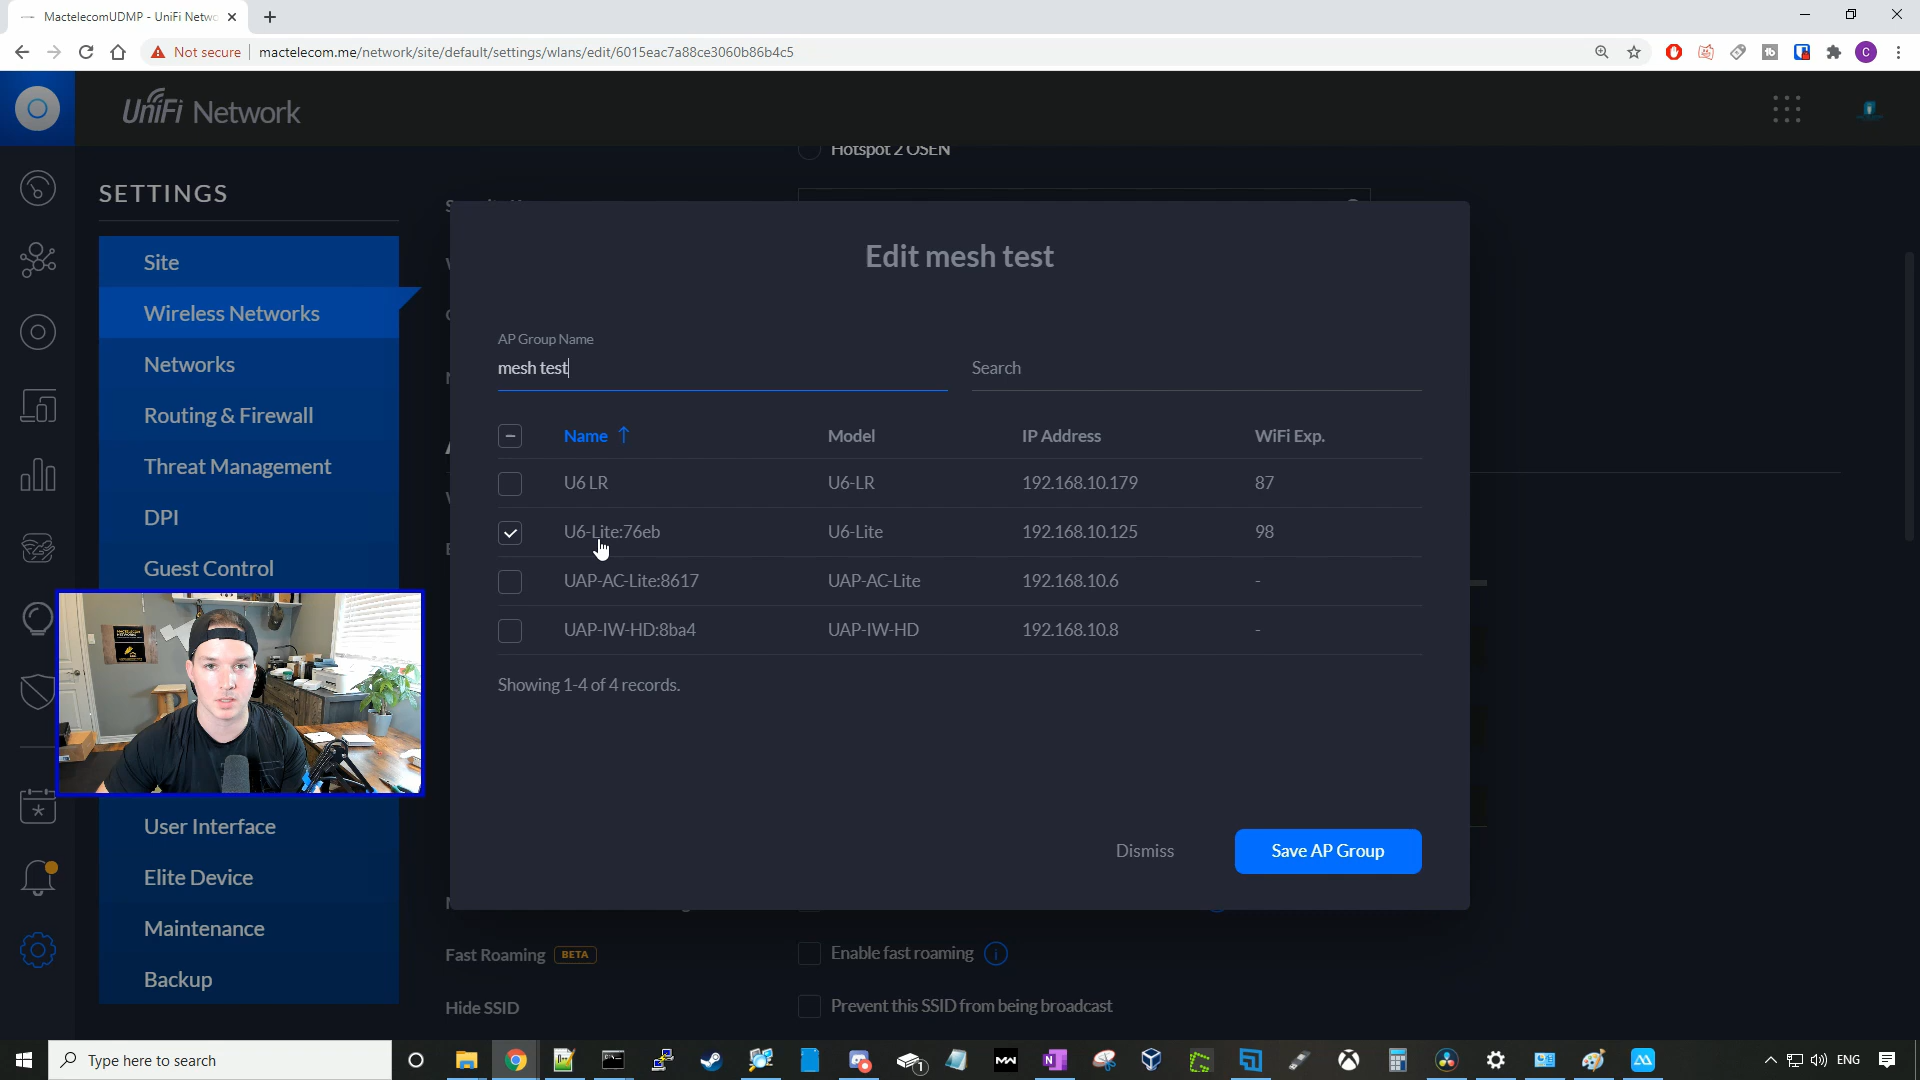 MactelecomUDMP - UniFi Netwo
Not secure
mactelecom.me/network/site/default/settings/wlans/edit/6015eac7a88ce3060b86b4c5
UniFi Network
Hotspot 2 OSEN
SETTINGS
Site
Wireless Networks
Networks
Routing & Firewall
Threat Management
DPI
Guest Control
User Interface
Elite Device
Maintenance
Backup
Edit mesh test
AP Group Name
mesh test
Search
Name Model IP Address WiFi Exp.
U6 LR U6-LR 192.168.10.179 87
U6-Lite:76eb U6-Lite 192.168.10.125 98
UAP-AC-Lite:8617 UAP-AC-Lite 192.168.10.6 -
UAP-IW-HD:8ba4 UAP-IW-HD 192.168.10.8 -
Showing 1-4 of 4 records.
Dismiss
Save AP Group
Fast Roaming BETA Enable fast roaming
Hide SSID Prevent this SSID from being broadcast
Type here to search
ENG